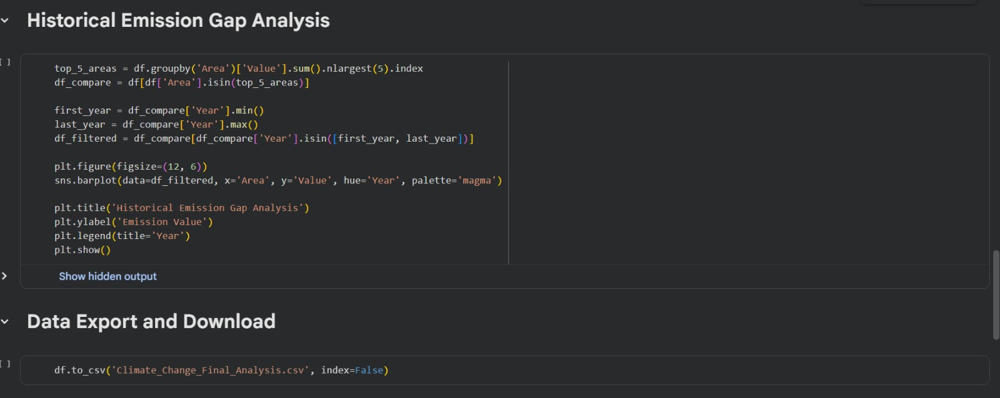 Historical Emission Gap Analysis
[ ]
top_5_areas = df.groupby('Area')['Value'].sum().nlargest(5).index
df_compare = df[df['Area'].isin(top_5_areas)]
first_year = df_compare['Year'].min()
last_year = df_compare['Year'].max()
df_filtered = df_compare[df_compare['Year'].isin([first_year, last_year])]
plt.figure(figsize=(12, 6))
sns.barplot(data=df_filtered, x='Area', y='Value', hue='Year', palette='magma')
plt.title('Historical Emission Gap Analysis')
plt.ylabel('Emission Value')
plt.legend(title='Year')
plt.show()
Show hidden output
Data Export and Download
[ ]
df.to_csv('Climate_Change_Final_Analysis.csv', index=False)